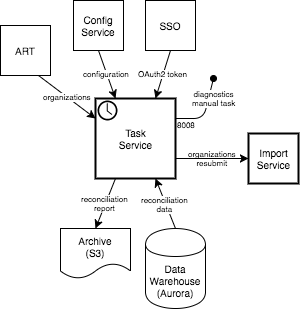 Config
Service
SSO
ART
configuration
OAuth2 token
diagnostics
manual task
organizations
8008
Task
Service
organizations
resubmit
Import
Service
reconciliation
report
reconciliation
data
Archive
(S3)
Data
Warehouse
(Aurora)